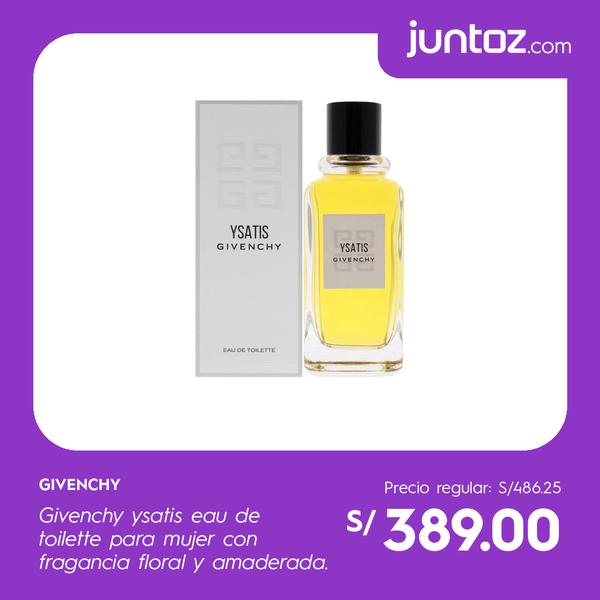 juntoz.com
YSATIS
GIVENCHY
EAU DE TOILETTE
YSATIS
GIVENCHY
GIVENCHY
Givenchy ysatis eau de
toilette para mujer con
fragancia floral y amaderada.
Precio regular: S/486.25
S/ 389.00